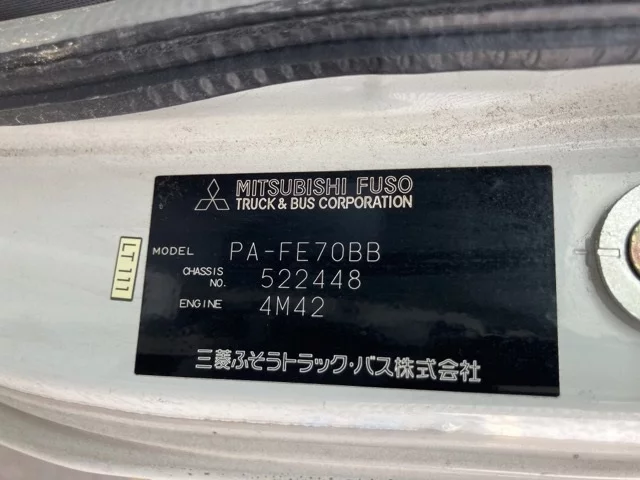 MITSUBISHI FUSO
TRUCK & BUS CORPORATION
MODEL PA-FE70BB
CHASSIS NO. 522448
ENGINE 4M42
三菱ふそうトラック・バス株式会社
LT111